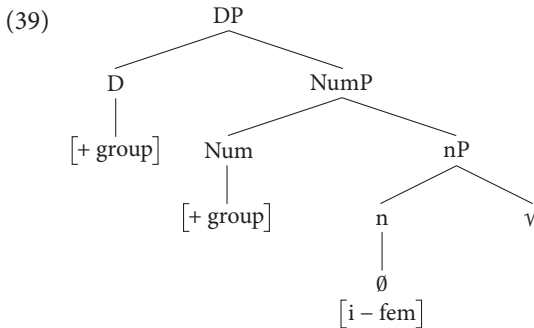 (39)
DP
D NumP
[+ group] Num nP
[+ group] n
∅
[i – fem]